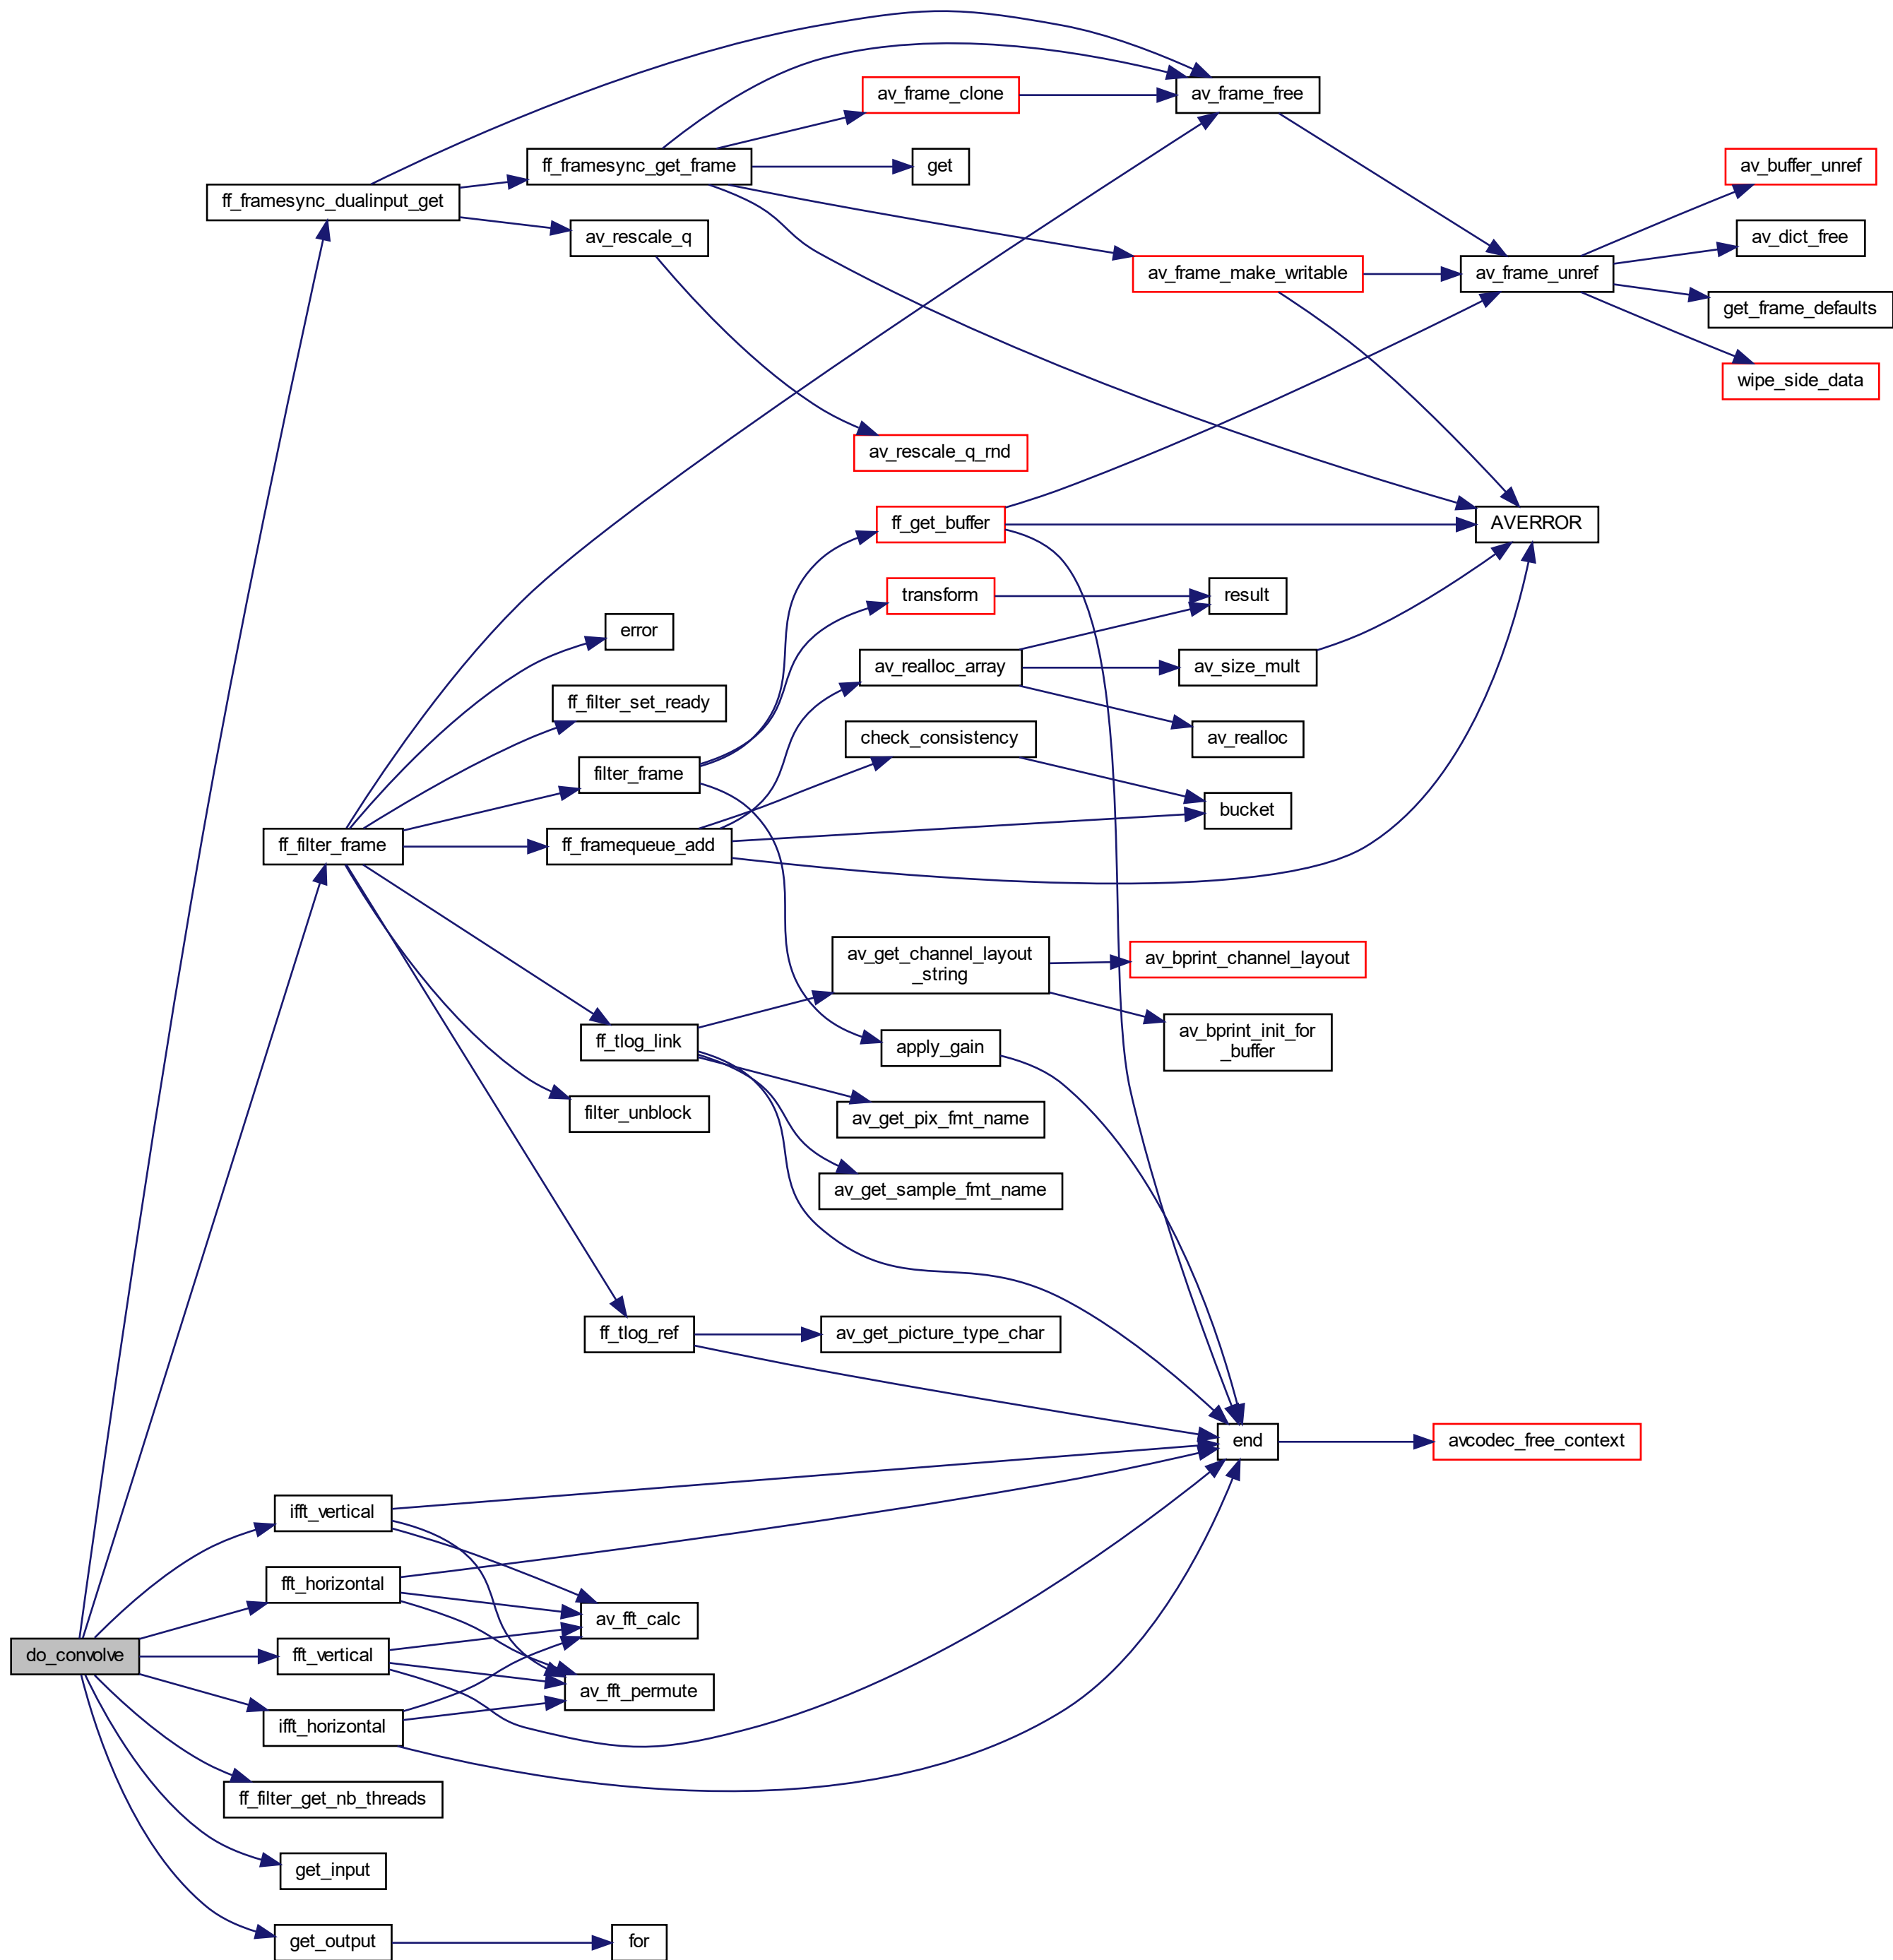 av_frame_clone
av_frame_free
ff_framesync_get_frame
get
av_buffer_unref
ff_framesync_dualinput_get
av_rescale_q
av_dict_free
av_frame_make_writable
av_frame_unref
get_frame_defaults
wipe_side_data
av_rescale_q_rnd
ff_get_buffer
AVERROR
transform
result
error
av_realloc_array
av_size_mult
ff_filter_set_ready
check_consistency
av_realloc
filter_frame
bucket
ff_filter_frame
ff_framequeue_add
av_get_channel_layout
_string
av_bprint_channel_layout
ff_tlog_link
apply_gain
av_bprint_init_for
_buffer
filter_unblock
av_get_pix_fmt_name
av_get_sample_fmt_name
ff_tlog_ref
av_get_picture_type_char
end
avcodec_free_context
ifft_vertical
fft_horizontal
av_fft_calc
do_convolve
fft_vertical
av_fft_permute
ifft_horizontal
ff_filter_get_nb_threads
get_input
get_output
for